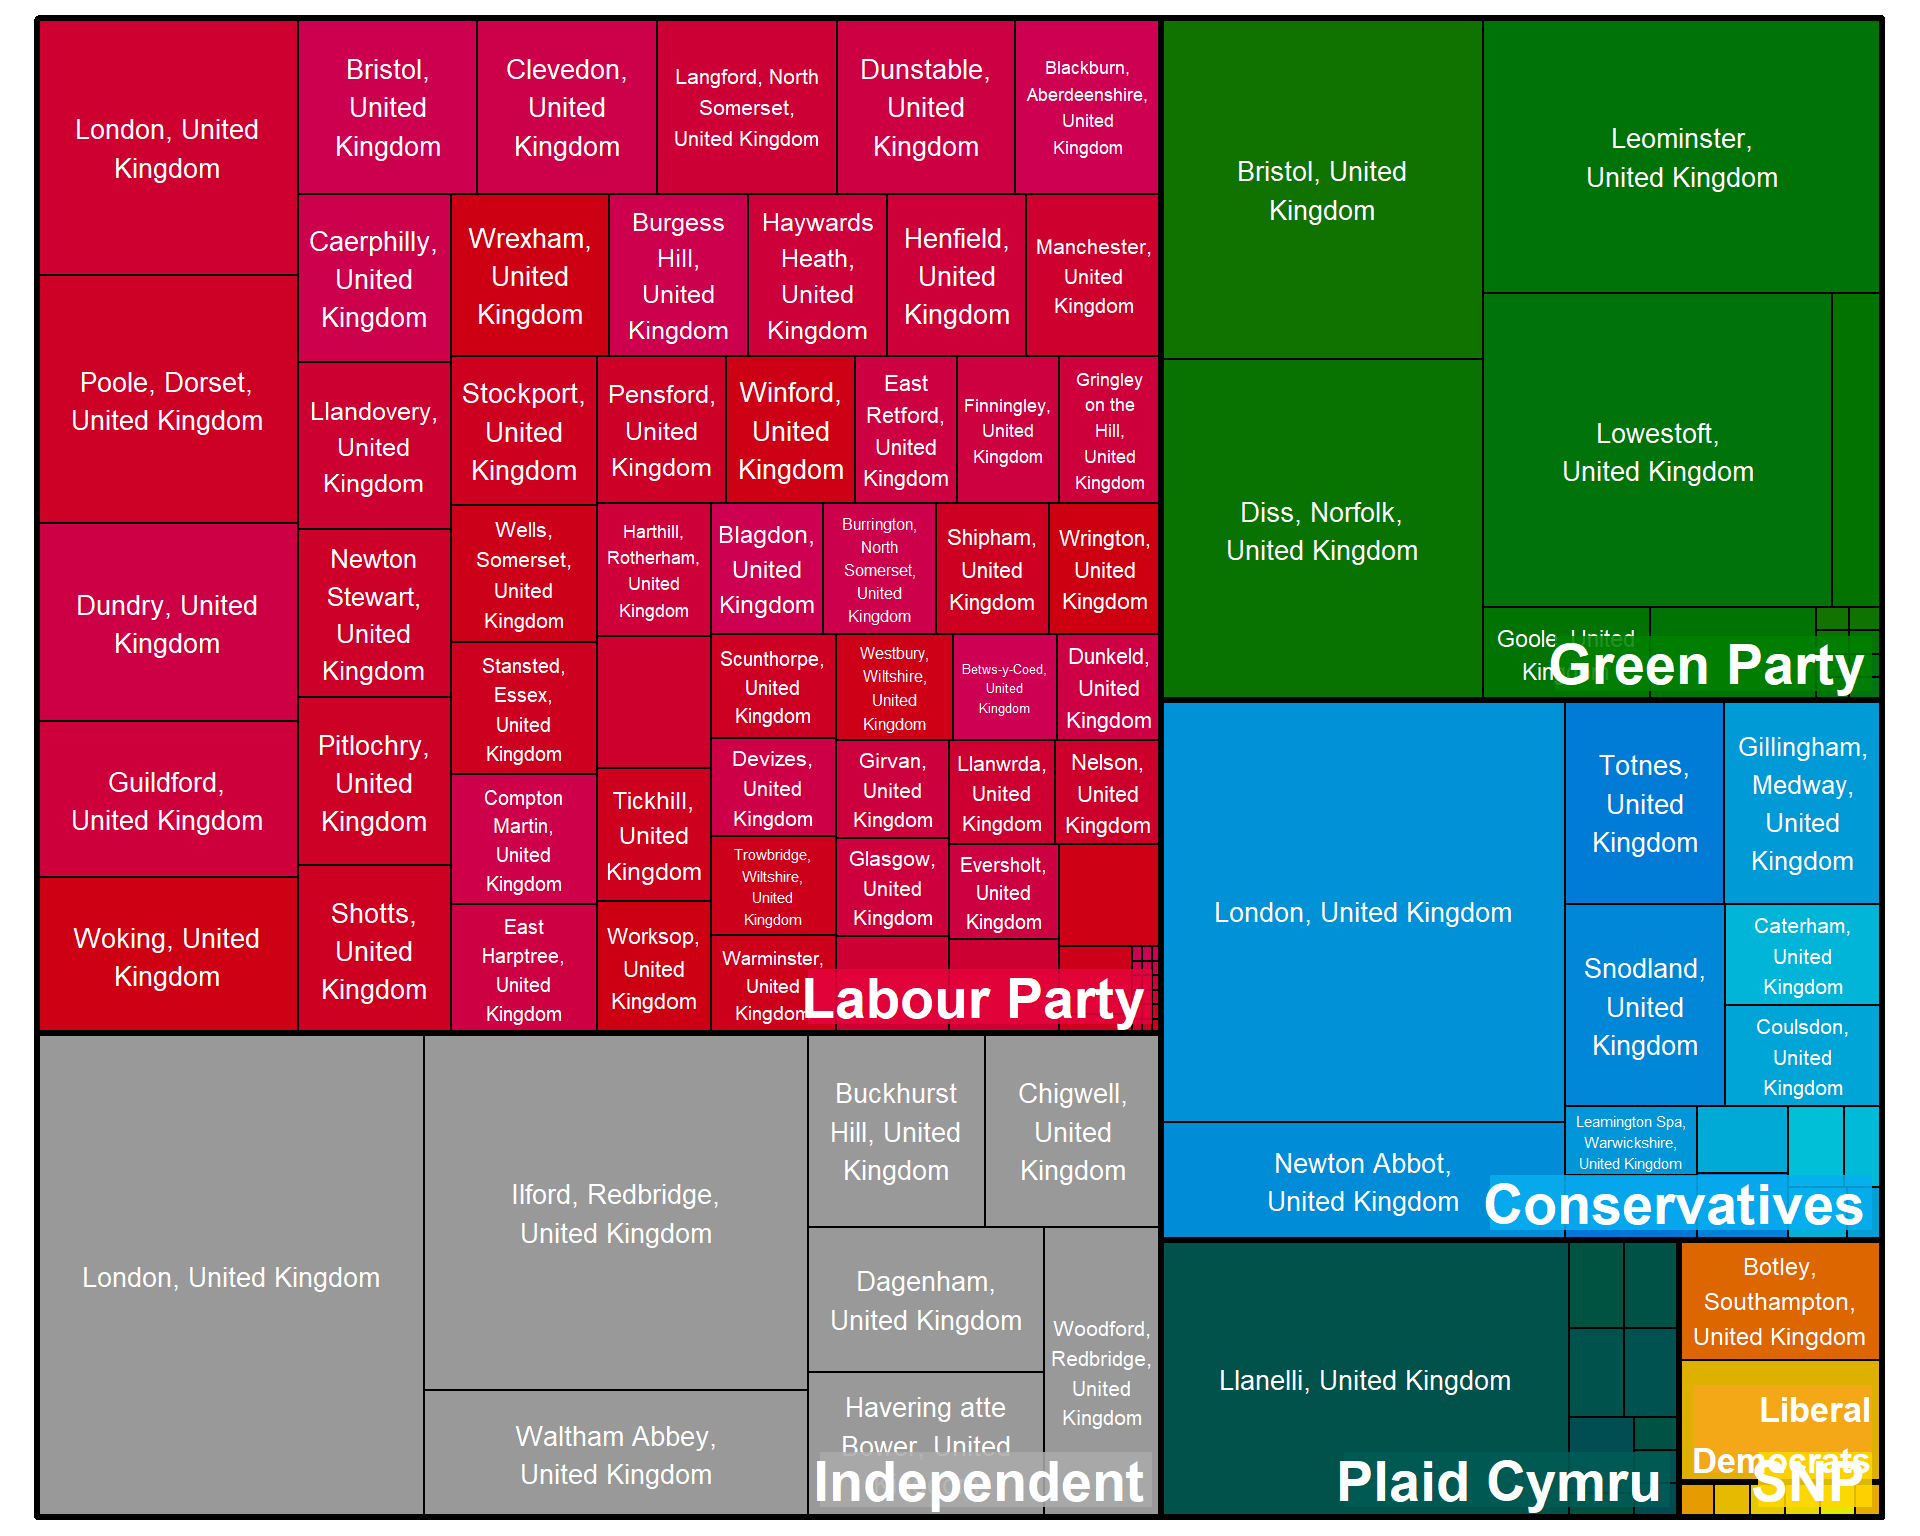 London, United
Kingdom
Poole, Dorset,
United Kingdom
Dundry, United
Kingdom
Guildford,
United Kingdom
Woking, United
Kingdom
Bristol,
United
Kingdom
Clevedon,
United
Kingdom
Langford, North
Somerset,
United Kingdom
Dunstable,
United
Kingdom
Blackburn,
Aberdeenshire,
United
Kingdom
Caerphilly,
United
Kingdom
Llandovery,
United
Kingdom
Newton
Stewart,
United
Kingdom
Pitlochry,
United
Kingdom
Shotts,
United
Kingdom
Wrexham,
United
Kingdom
Burgess
Hill,
United
Kingdom
Haywards
Heath,
United
Kingdom
Henfield,
United
Kingdom
Manchester,
United
Kingdom
Stockport,
United
Kingdom
Wells,
Somerset,
United
Kingdom
Stansted,
Essex,
United
Kingdom
Compton
Martin,
United
Kingdom
East
Harptree,
United
Kingdom
Pensford,
United
Kingdom
Winford,
United
Kingdom
East
Retford,
United
Kingdom
Finningley,
United
Kingdom
Gringley
on the
Hill,
United
Kingdom
Harthill,
Rotherham,
United
Kingdom
Tickhill,
United
Kingdom
Worksop,
United
Kingdom
Blagdon,
United
Kingdom
Burrington,
North
Somerset,
United
Kingdom
Shipham,
United
Kingdom
Wrington,
United
Kingdom
Scunthorpe,
United
Kingdom
Westbury,
Wiltshire,
United
Kingdom
Betws-y-Coed,
United
Kingdom
Dunkeld,
United
Kingdom
Devizes,
United
Kingdom
Girvan,
United
Kingdom
Llanwrda,
United
Kingdom
Nelson,
United
Kingdom
Trowbridge,
Wiltshire,
United
Kingdom
Glasgow,
United
Kingdom
Eversholt,
United
Kingdom
Warminster,
United
Kingdom
Labour Party
London, United Kingdom
Ilford, Redbridge,
United Kingdom
Waltham Abbey,
United Kingdom
Buckhurst
Hill, United
Kingdom
Chigwell,
United
Kingdom
Dagenham,
United Kingdom
Havering atte
Bower, United
Woodford,
Redbridge,
United
Kingdom
Independent
Bristol, United
Kingdom
Diss, Norfolk,
United Kingdom
Leominster,
United Kingdom
Lowestoft,
United Kingdom
Goole, United
Green Party
London, United Kingdom
Newton Abbot,
United Kingdom
Totnes,
United
Kingdom
Gillingham,
Medway,
United
Kingdom
Snodland,
United
Kingdom
Caterham,
United
Kingdom
Coulsdon,
United
Kingdom
Leamington Spa,
Warwickshire,
United Kingdom
Conservatives
Llanelli, United Kingdom
Plaid Cymru
Botley,
Southampton,
United Kingdom
Liberal
Democrats
SNP